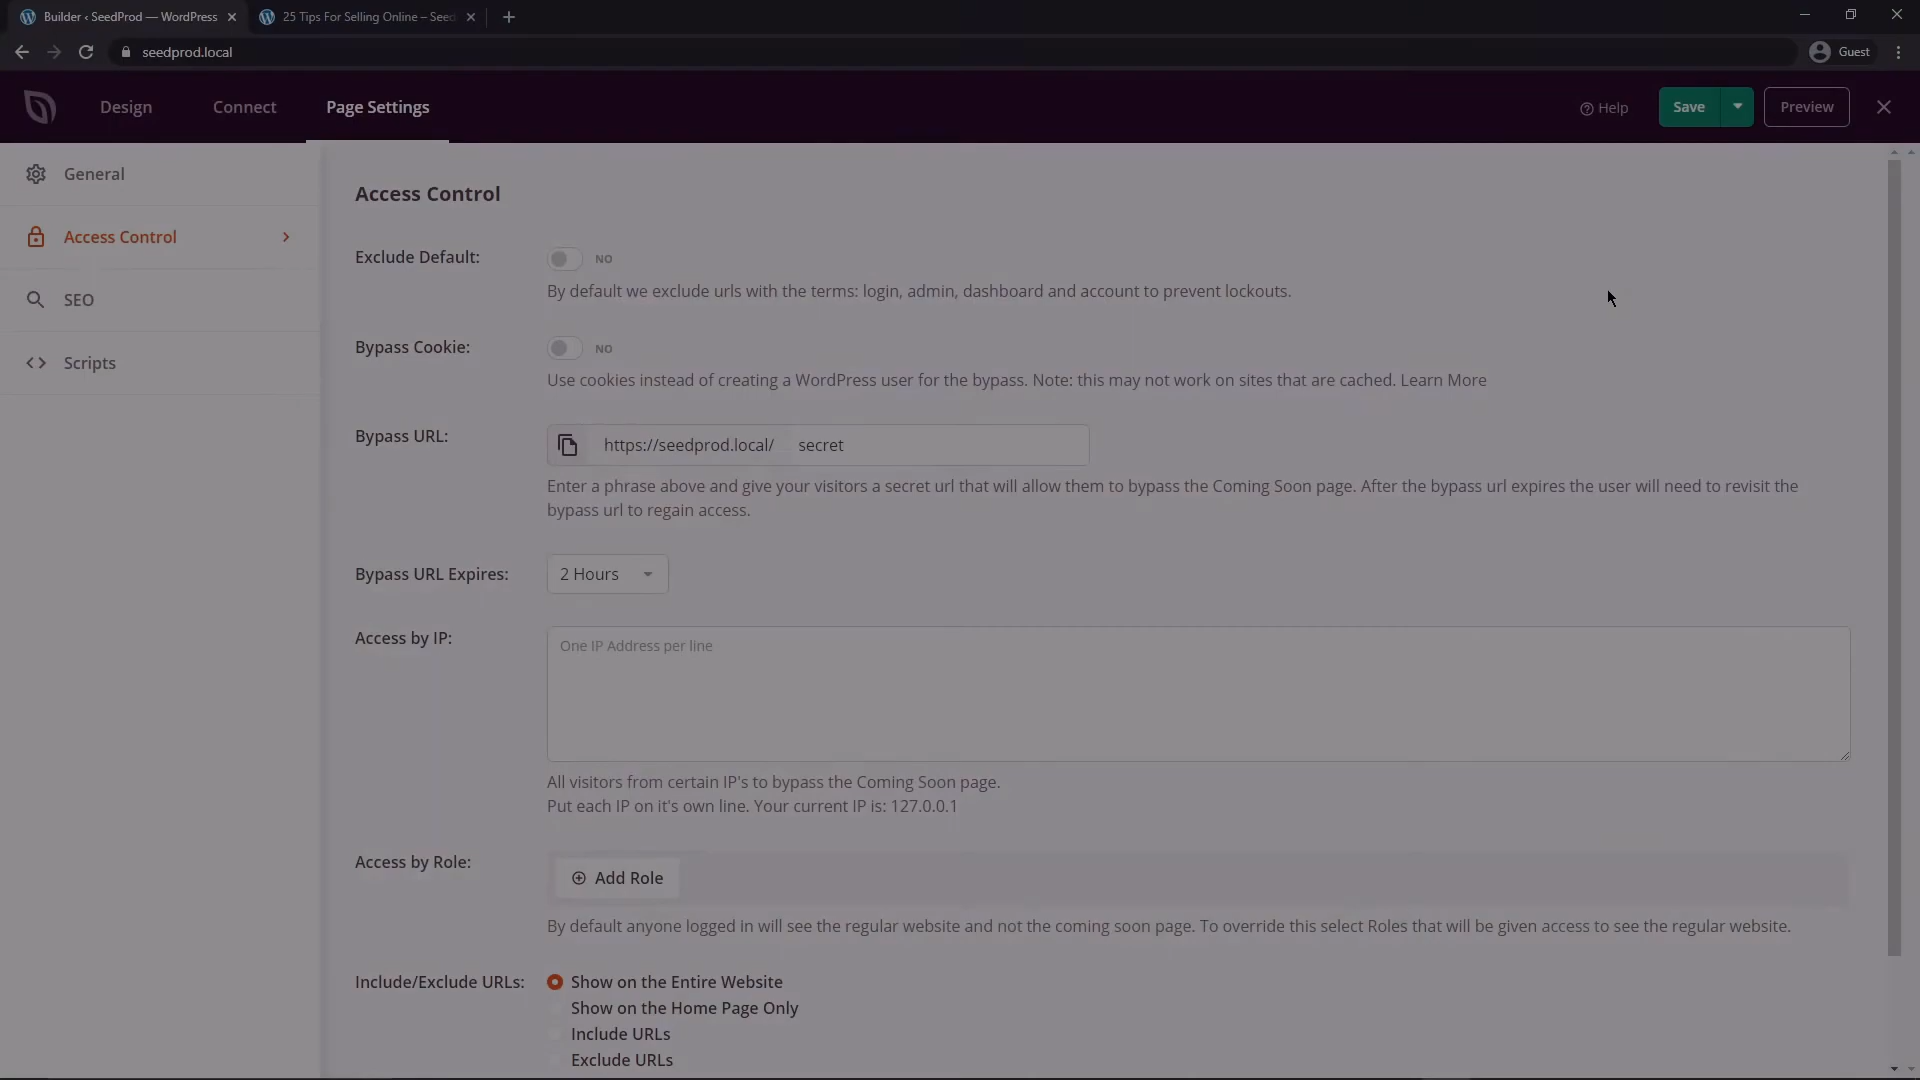 Builder ‹ SeedProd — WordPress
25 Tips For Selling Online – Seed
seedprod.local
Guest
Design
Connect
Page Settings
Help
Save
Preview
General
Access Control
SEO
Scripts
Access Control
Exclude Default:
NO
By default we exclude urls with the terms: login, admin, dashboard and account to prevent lockouts.
Bypass Cookie:
NO
Use cookies instead of creating a WordPress user for the bypass. Note: this may not work on sites that are cached. Learn More
Bypass URL:
https://seedprod.local/ secret
Enter a phrase above and give your visitors a secret url that will allow them to bypass the Coming Soon page. After the bypass url expires the user will need to revisit the
bypass url to regain access.
Bypass URL Expires:
2 Hours
Access by IP:
One IP Address per line
All visitors from certain IP's to bypass the Coming Soon page.
Put each IP on it's own line. Your current IP is: 127.0.0.1
Access by Role:
Add Role
By default anyone logged in will see the regular website and not the coming soon page. To override this select Roles that will be given access to see the regular website.
Include/Exclude URLs:
Show on the Entire Website
Show on the Home Page Only
Include URLs
Exclude URLs